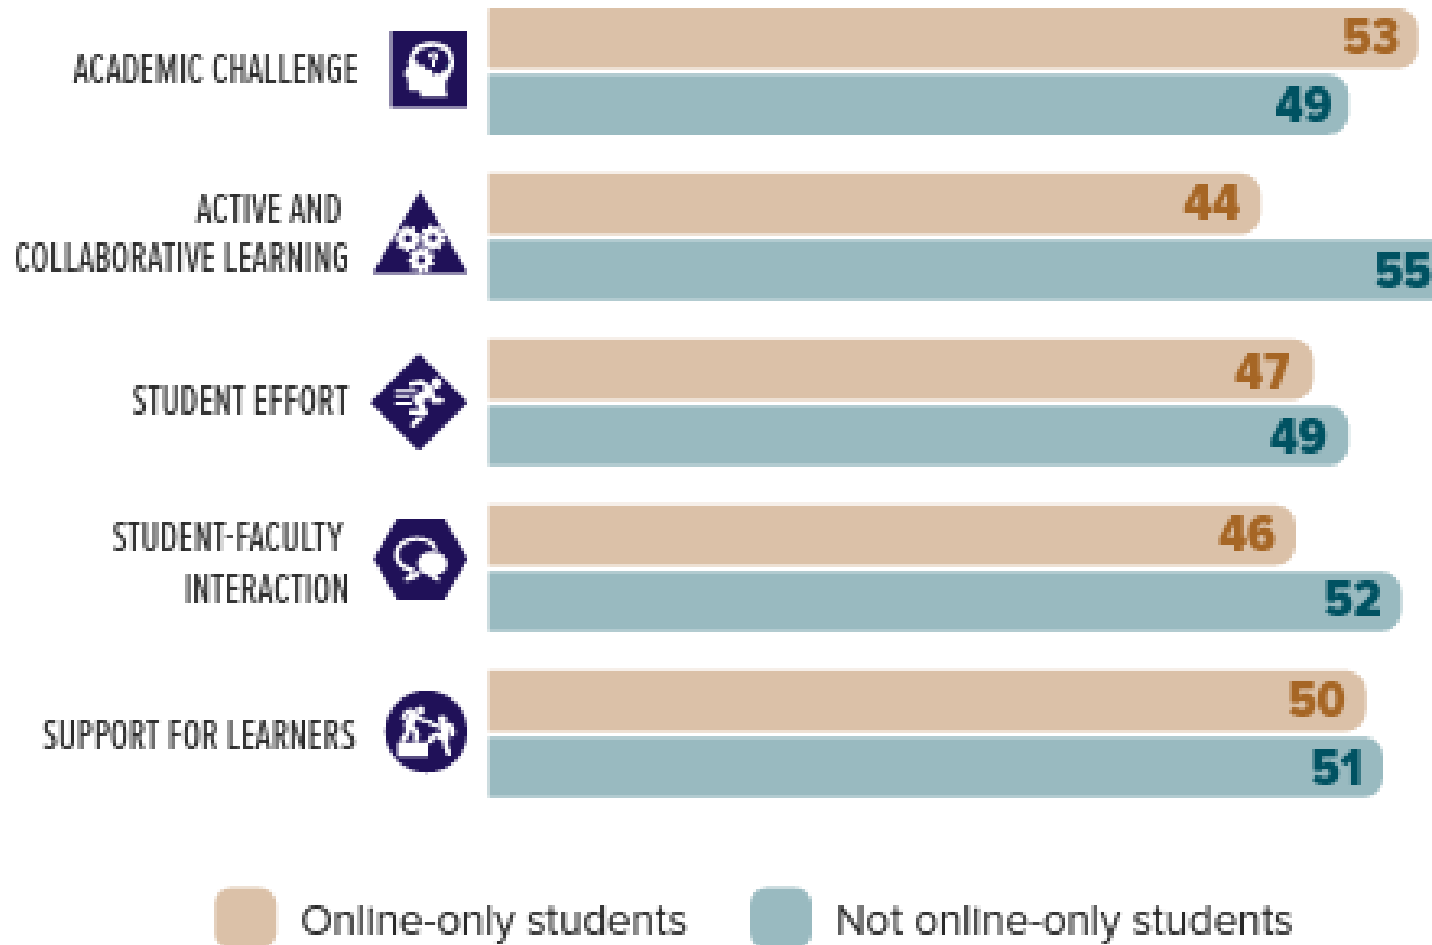 ACADEMIC CHALLENGE
53
49
ACTIVE AND
COLLABORATIVE LEARNING
44
55
STUDENT EFFORT
47
49
STUDENT-FACULTY
INTERACTION
46
52
SUPPORT FOR LEARNERS
50
51
Online-only students
Not online-only students